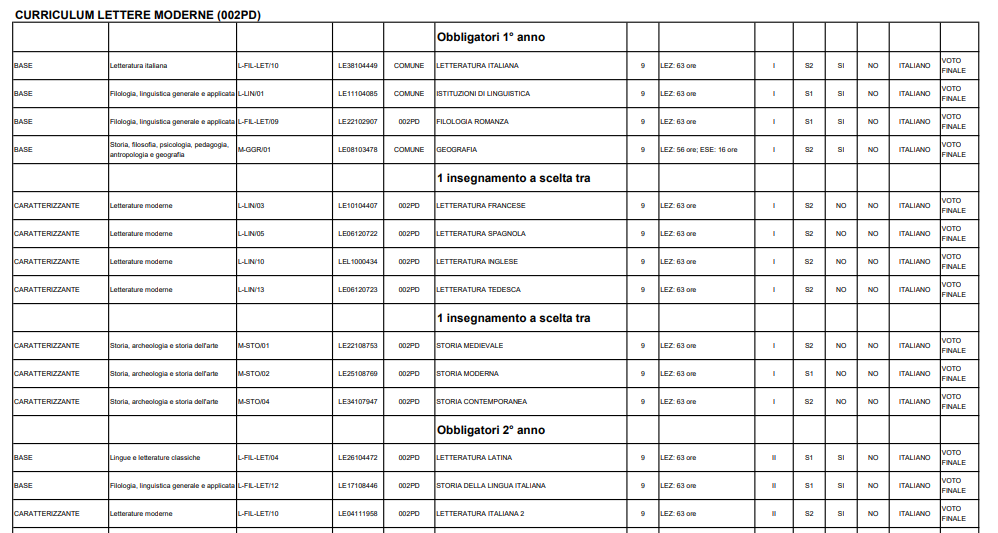 CURRICULUM LETTERE MODERNE (002PD)
Obbligatori 1° anno
BASE Letteratura italiana L-FIL-LET/10 LE38104449 COMUNE LETTERATURA ITALIANA 9 LEZ: 63 ore I S2 SI NO ITALIANO VOTO FINALE
BASE Filologia, linguistica generale e applicata L-LIN/01 LE11104085 COMUNE ISTITUZIONI DI LINGUISTICA 9 LEZ: 63 ore I S1 SI NO ITALIANO VOTO FINALE
BASE Filologia, linguistica generale e applicata L-FIL-LET/09 LE22102907 002PD FILOLOGIA ROMANZA 9 LEZ: 63 ore I S1 SI NO ITALIANO VOTO FINALE
BASE Storia, filosofia, psicologia, pedagogia, antropologia e geografia M-GGR/01 LE08103478 COMUNE GEOGRAFIA 9 LEZ: 56 ore; ESE: 16 ore I S2 SI NO ITALIANO VOTO FINALE
1 insegnamento a scelta tra
CARATTERIZZANTE Letterature moderne L-LIN/03 LE10104407 002PD LETTERATURA FRANCESE 9 LEZ: 63 ore I S2 NO NO ITALIANO VOTO FINALE
CARATTERIZZANTE Letterature moderne L-LIN/05 LE06120722 002PD LETTERATURA SPAGNOLA 9 LEZ: 63 ore I S2 NO NO ITALIANO VOTO FINALE
CARATTERIZZANTE Letterature moderne L-LIN/10 LEL1000434 002PD LETTERATURA INGLESE 9 LEZ: 63 ore I S2 NO NO ITALIANO VOTO FINALE
CARATTERIZZANTE Letterature moderne L-LIN/13 LE06120723 002PD LETTERATURA TEDESCA 9 LEZ: 63 ore I S2 NO NO ITALIANO VOTO FINALE
1 insegnamento a scelta tra
CARATTERIZZANTE Storia, archeologia e storia dell'arte M-STO/01 LE22108753 002PD STORIA MEDIEVALE 9 LEZ: 63 ore I S2 NO NO ITALIANO VOTO FINALE
CARATTERIZZANTE Storia, archeologia e storia dell'arte M-STO/02 LE25108769 002PD STORIA MODERNA 9 LEZ: 63 ore I S1 NO NO ITALIANO VOTO FINALE
CARATTERIZZANTE Storia, archeologia e storia dell'arte M-STO/04 LE34107947 002PD STORIA CONTEMPORANEA 9 LEZ: 63 ore I S2 NO NO ITALIANO VOTO FINALE
Obbligatori 2° anno
BASE Lingue e letterature classiche L-FIL-LET/04 LE26104472 002PD LETTERATURA LATINA 9 LEZ: 63 ore II S1 SI NO ITALIANO VOTO FINALE
BASE Filologia, linguistica generale e applicata L-FIL-LET/12 LE17108446 002PD STORIA DELLA LINGUA ITALIANA 9 LEZ: 63 ore II S1 SI NO ITALIANO VOTO FINALE
CARATTERIZZANTE Letterature moderne L-FIL-LET/10 LE04111958 002PD LETTERATURA ITALIANA 2 9 LEZ: 63 ore II S2 SI NO ITALIANO VOTO FINALE